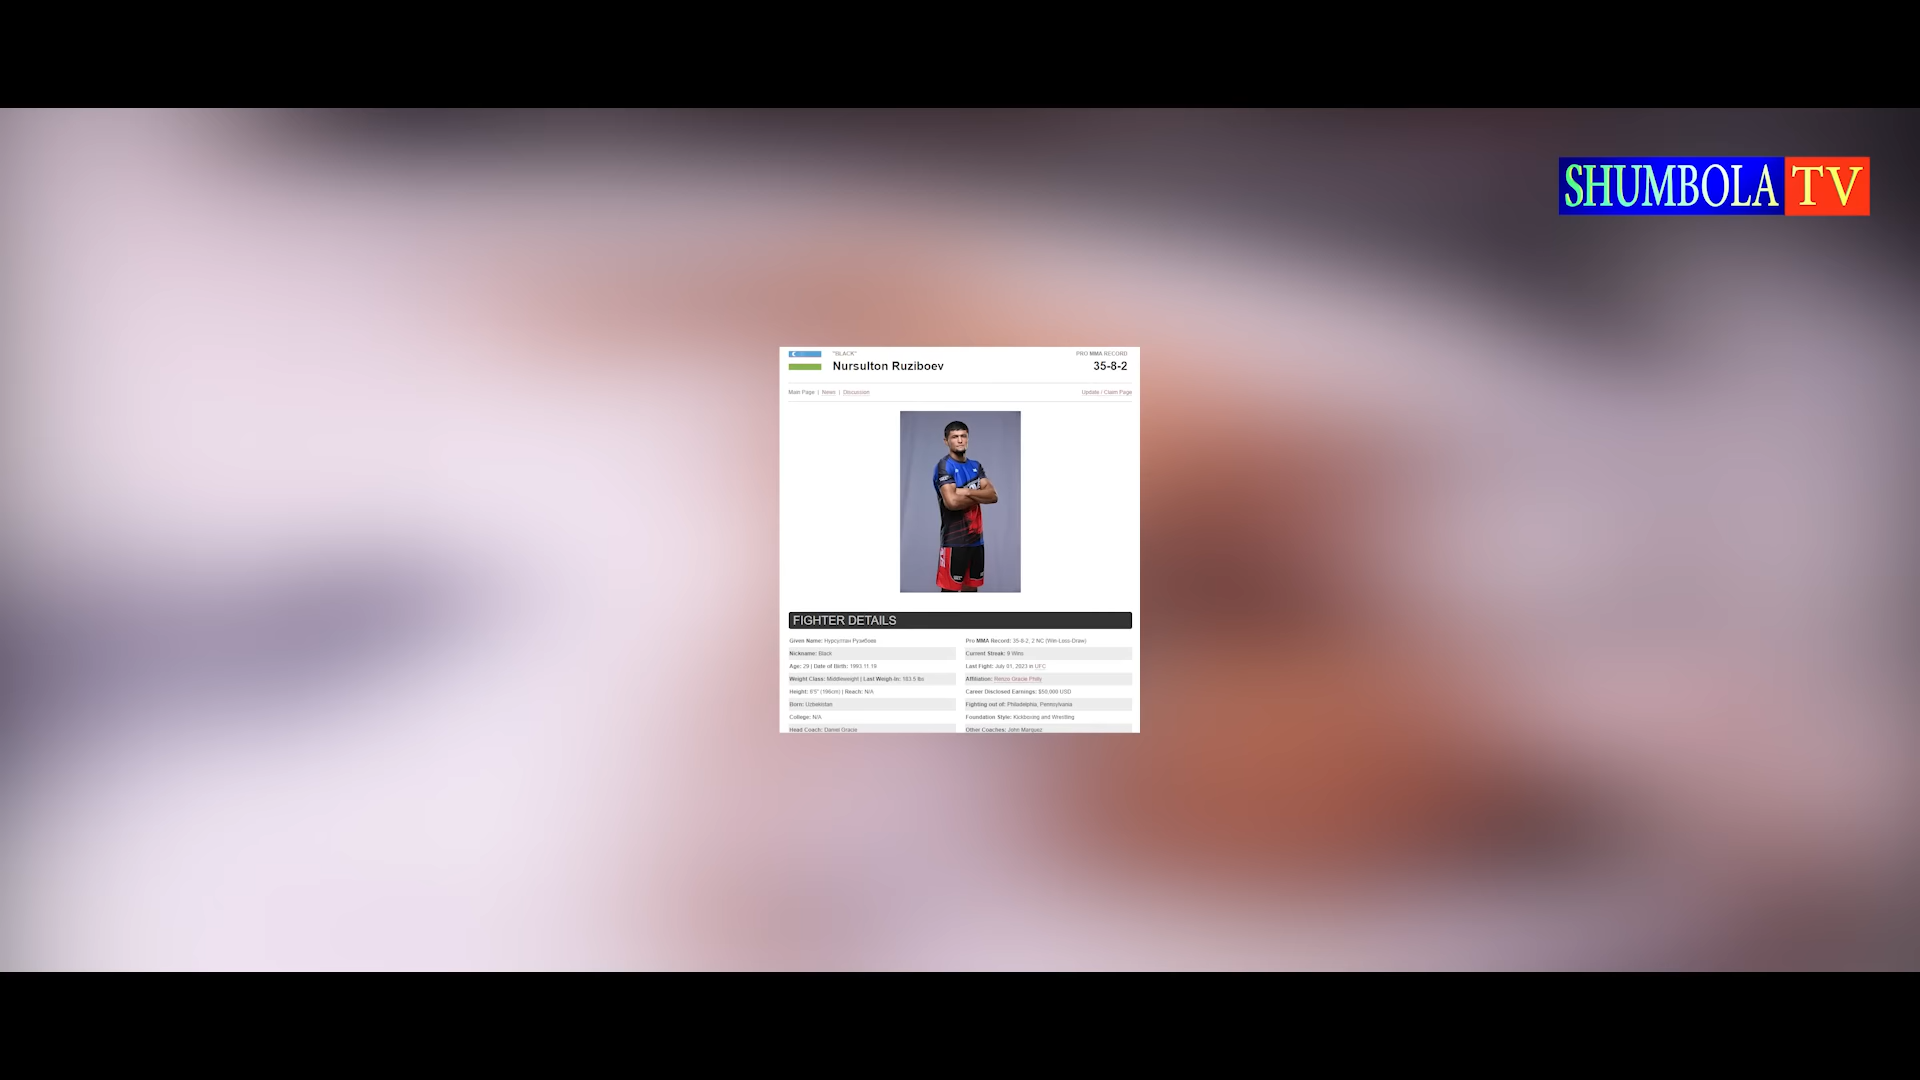 SHUMBOLA TV
"BLACK"
PRO MMA RECORD
Nursulton Ruziboev
35-8-2
Main Page | News | Discussion
Update / Claim Page
FIGHTER DETAILS
Given Name: Нурсултан Рузибоев
Pro MMA Record: 35-8-2, 2 NC (Win-Loss-Draw)
Nickname: Black
Current Streak: 9 Wins
Age: 29 | Date of Birth: 1993.11.19
Last Fight: July 01, 2023 in UFC
Weight Class: Middleweight | Last Weigh-In: 183.5 lbs
Affiliation: Renzo Gracie Philly
Height: 6'5" (196cm) | Reach: N/A
Career Disclosed Earnings: $50,000 USD
Born: Uzbekistan
Fighting out of: Philadelphia, Pennsylvania
College: N/A
Foundation Style: Kickboxing and Wrestling
Head Coach: Daniel Gracie
Other Coaches: John Marquez